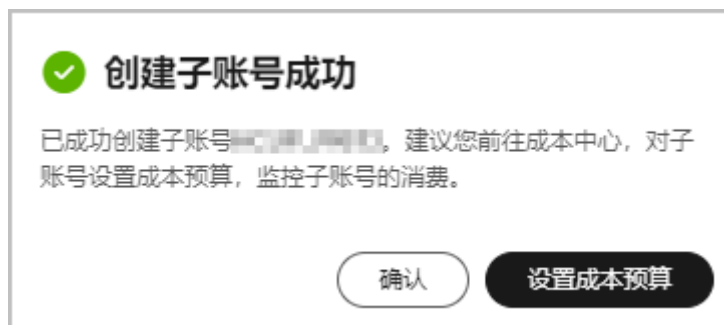 创建子账号成功
已成功创建子账号。建议您前往成本中心，对子
账号设置成本预算，监控子账号的消费。
确认 设置成本预算